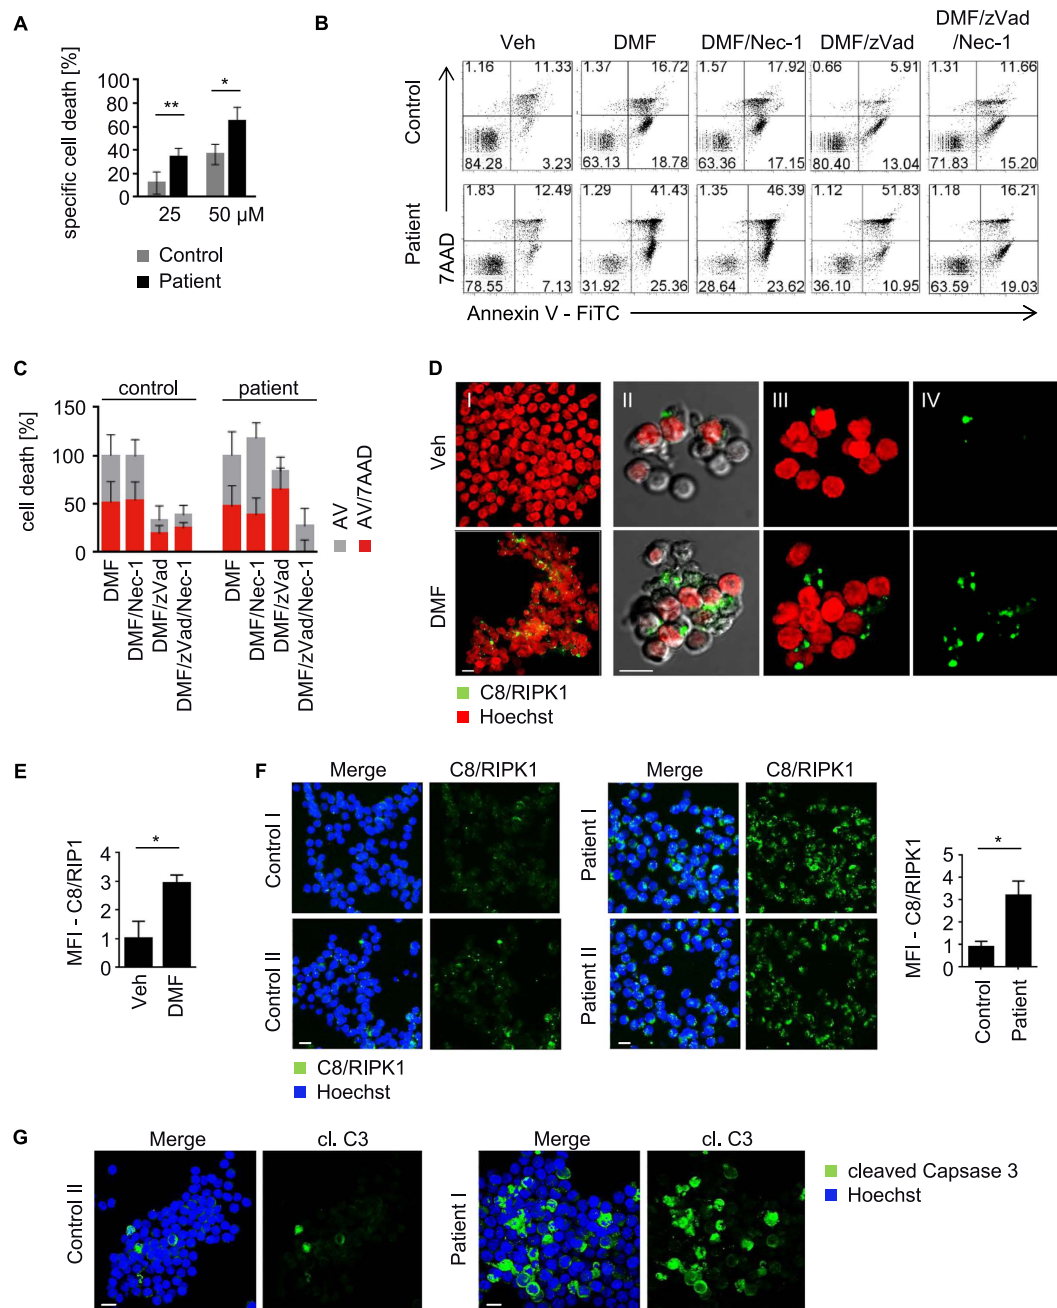 A
specific cell death [%]
100
80
60
40
20
0
**
*
25
50 µM
Control
Patient
B
Veh
DMF
DMF/Nec-1
DMF/zVad
DMF/zVad
/Nec-1
Control
1.16
11.33
84.28
3.23
1.37
16.72
63.13
18.78
1.57
17.92
63.36
17.15
0.66
5.91
80.40
13.04
1.31
11.66
71.83
15.20
Patient
7AAD
1.83
12.49
78.55
7.13
1.29
41.43
31.92
25.36
1.35
46.39
28.64
23.62
1.12
51.83
36.10
10.95
1.18
16.21
63.59
19.03
Annexin V - FiTC
C
control
patient
cell death [%]
150
100
50
0
DMF
DMF/Nec-1
DMF/zVad
DMF/zVad/Nec-1
DMF
DMF/Nec-1
DMF/zVad
DMF/zVad/Nec-1
AV
AV/7AAD
D
I
II
III
IV
Veh
DMF
C8/RIPK1
Hoechst
E
MFI - C8/RIP1
4
3
2
1
0
*
Veh
DMF
F
Merge
C8/RIPK1
Merge
C8/RIPK1
Control I
Control II
Patient I
Patient II
C8/RIPK1
Hoechst
MFI - C8/RIPK1
5
4
3
2
1
0
*
Control
Patient
G
Merge
cl. C3
Merge
cl. C3
Control II
Patient I
cleaved Capsase 3
Hoechst